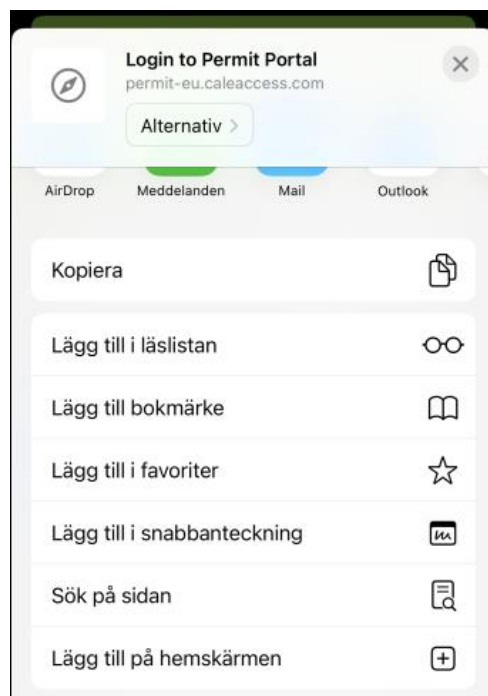 Login to Permit Portal
permit-eu.caleaccess.com
Alternativ
AirDrop Meddelanden Mail Outlook
Kopiera
Lägg till i läslistan
Lägg till bokmärke
Lägg till i favoriter
Lägg till i snabbanteckning
Sök på sidan
Lägg till på hemskärmen